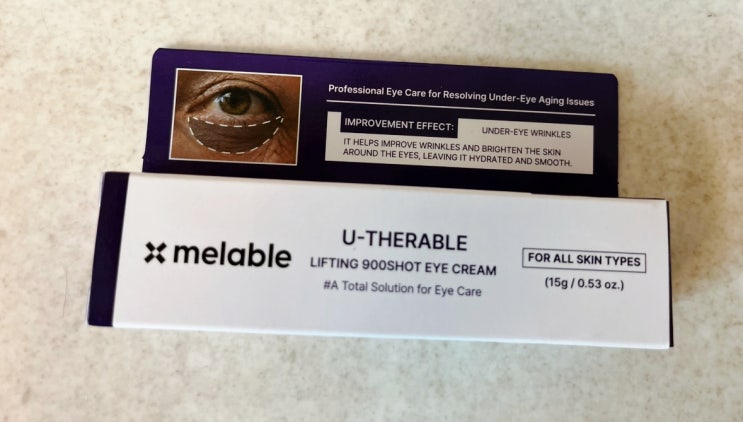 Professional Eye Care for Resolving Under-Eye Aging Issues
IMPROVEMENT EFFECT:
UNDER-EYE WRINKLES
IT HELPS IMPROVE WRINKLES AND BRIGHTEN THE SKIN
AROUND THE EYES, LEAVING IT HYDRATED AND SMOOTH.
melable
U-THERABLE
LIFTING 900SHOT EYE CREAM
#A Total Solution for Eye Care
FOR ALL SKIN TYPES
(15g / 0.53 oz.)